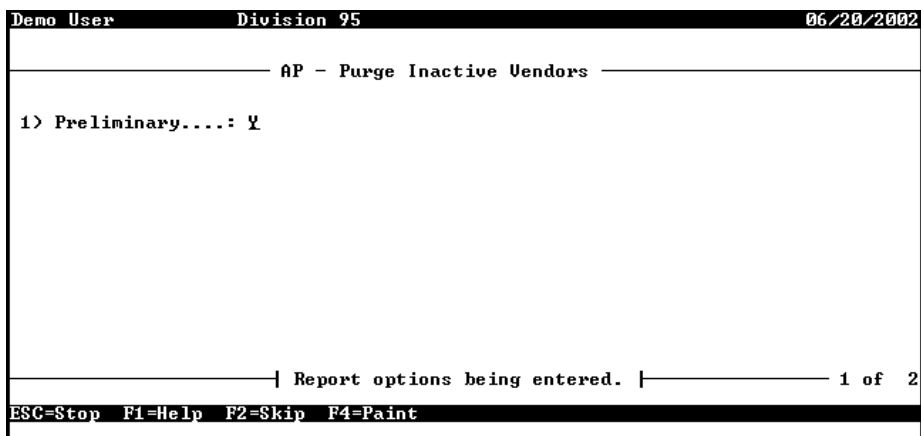 Demo User Division 95 06/20/2002
AP - Purge Inactive Vendors
1) Preliminary....: Y
Report options being entered. 1 of 2
ESC=Stop F1=Help F2=Skip F4=Paint